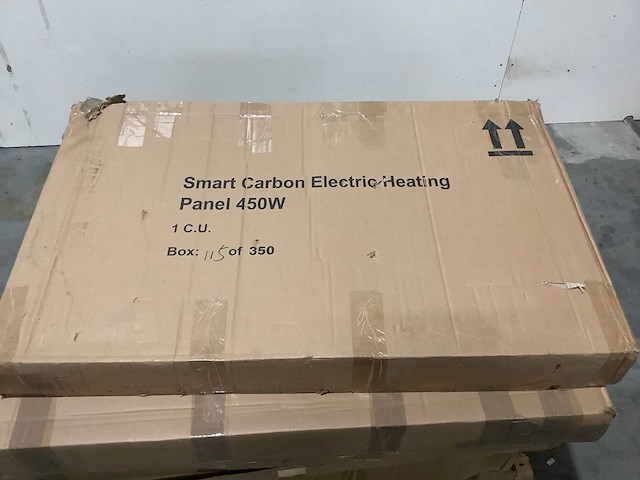 Smart Carbon Electric Heating
Panel 450W
1 C.U.
Box: 115 of 350